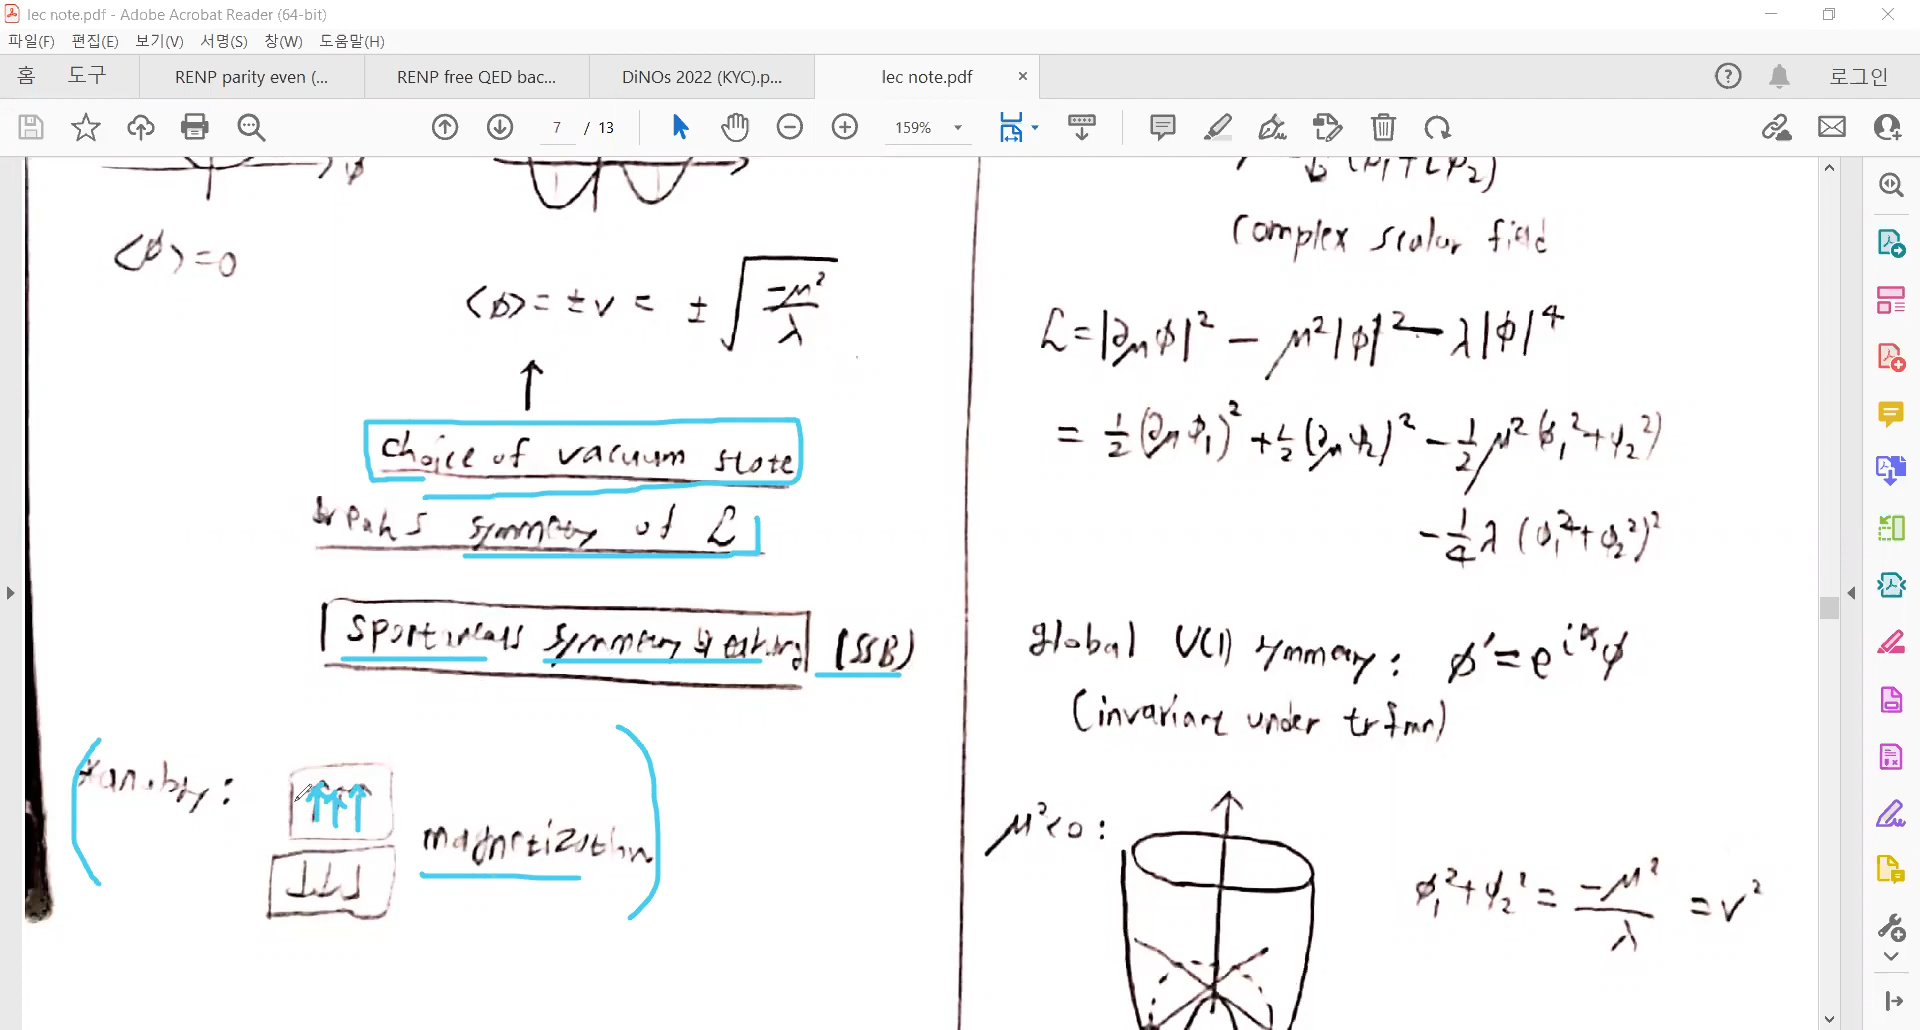 lec note.pdf - Adobe Acrobat Reader (64-bit)
파일(F) 편집(E) 보기(V) 서명(S) 창(W) 도움말(H)
홈 도구 RENP parity even (... RENP free QED bac... DiNOs 2022 (KYC).p... lec note.pdf × 로그인
7 / 13 159%
ϕ
⟨ϕ⟩=0
⟨ϕ⟩=±v= ±√(-μ²/λ)
choice of vacuum state
breaks symmetry of ℒ
spontaneous symmetry breaking (SSB)
magnetization
complex scalar field
ℒ=|∂μϕ|²-μ²|ϕ|²-λ|ϕ|⁴
=½(∂μϕ₁)²+½(∂μϕ₂)²-½μ²(ϕ₁²+ϕ₂²)
-¼λ(ϕ₁²+ϕ₂²)²
global U(1) symmetry: ϕ'=e^{iα}ϕ
(invariant under trfmn)
μ²<0:
ϕ₁²+ϕ₂²=-μ²/λ=v²